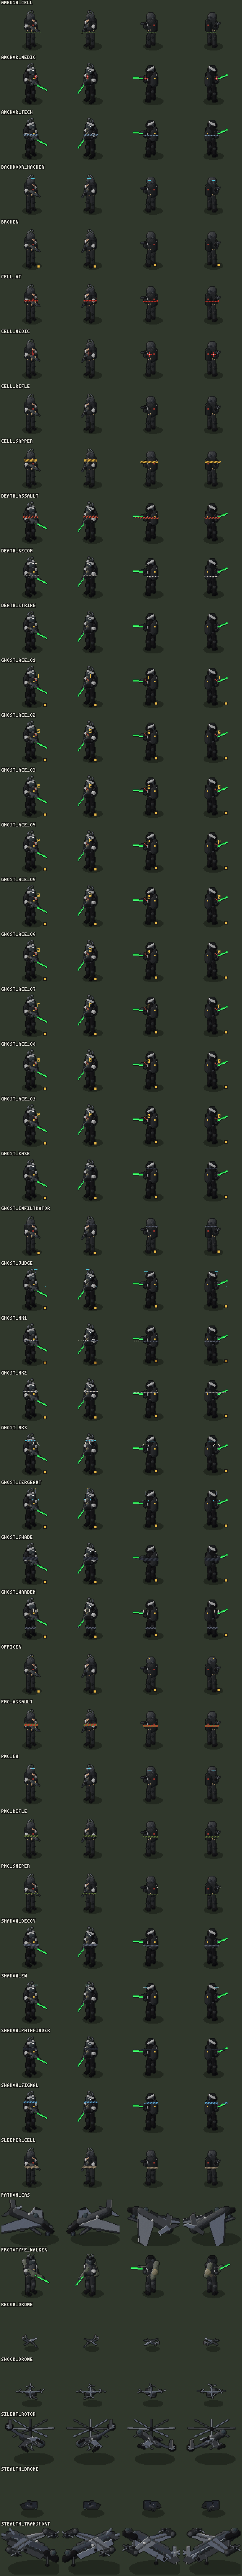 AMBUSH_CELL
ANCHOR_MEDIC
ANCHOR_TECH
BACKDOOR_HACKER
BROKER
CELL_AT
CELL_MEDIC
CELL_RIFLE
CELL_SAPPER
DEATH_ASSAULT
DEATH_RECON
DEATH_STRIKE
GHOST_ACE_01
GHOST_ACE_02
GHOST_ACE_03
GHOST_ACE_04
GHOST_ACE_05
GHOST_ACE_06
GHOST_ACE_07
GHOST_ACE_08
GHOST_ACE_09
GHOST_BASE
GHOST_INFILTRATOR
GHOST_JUDGE
GHOST_MK1
GHOST_MK2
GHOST_MK3
GHOST_SERGEANT
GHOST_SHADE
GHOST_WARDEN
OFFICER
PMC_ASSAULT
PMC_EW
PMC_RIFLE
PMC_SNIPER
SHADOW_DECOY
SHADOW_EW
SHADOW_PATHFINDER
SHADOW_SIGNAL
SLEEPER_CELL
PATROM_CAS
PROTOTYPE_WALKER
RECON_DRONE
SHOCK_DRONE
SILENT_ROTOR
STEALTH_DRONE
STEALTH_TRANSPORT